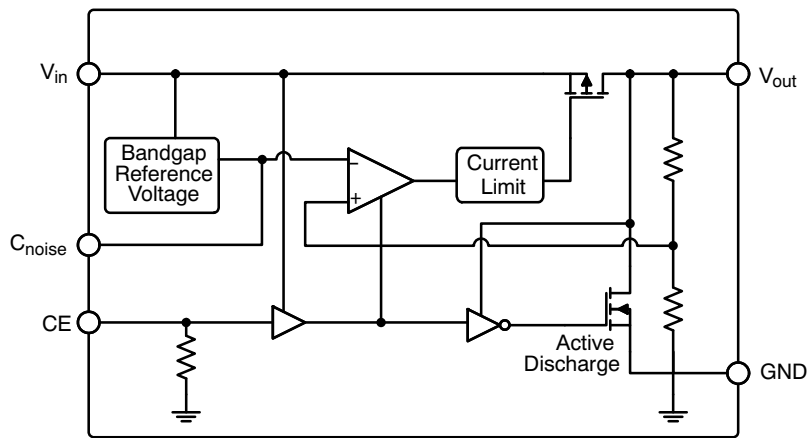 Vin
Vout
Bandgap
Reference
Voltage
−
+
Current
Limit
Cnoise
CE
Active
Discharge
GND